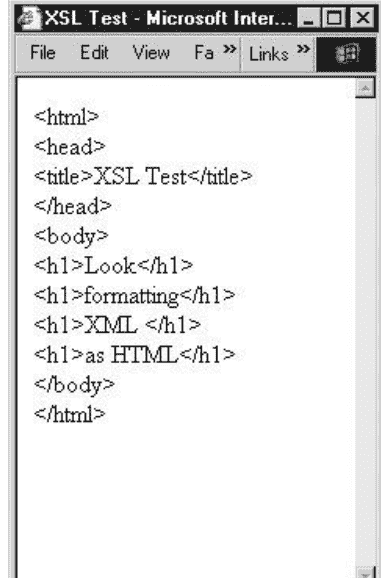 XSL Test - Microsoft Inter...
File Edit View Fa » Links »
<html>
<head>
<title>XSL Test</title>
</head>
<body>
<h1>Look</h1>
<h1>formatting</h1>
<h1>XML </h1>
<h1>as HTML</h1>
</body>
</html>